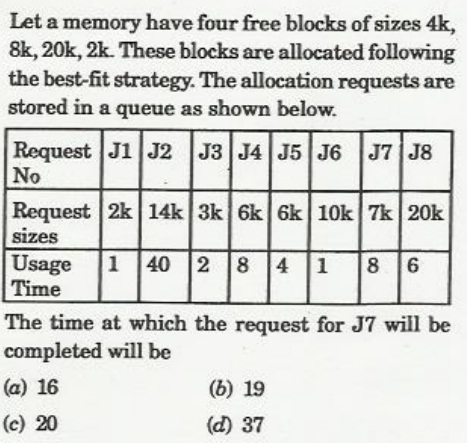 Let a memory have four free blocks of sizes 4k,
8k, 20k, 2k. These blocks are allocated following
the best-fit strategy. The allocation requests are
stored in a queue as shown below.
Request No J1 J2 J3 J4 J5 J6 J7 J8
Request sizes 2k 14k 3k 6k 6k 10k 7k 20k
Usage Time 1 40 2 8 4 1 8 6
The time at which the request for J7 will be
completed will be
(a) 16 (b) 19
(c) 20 (d) 37